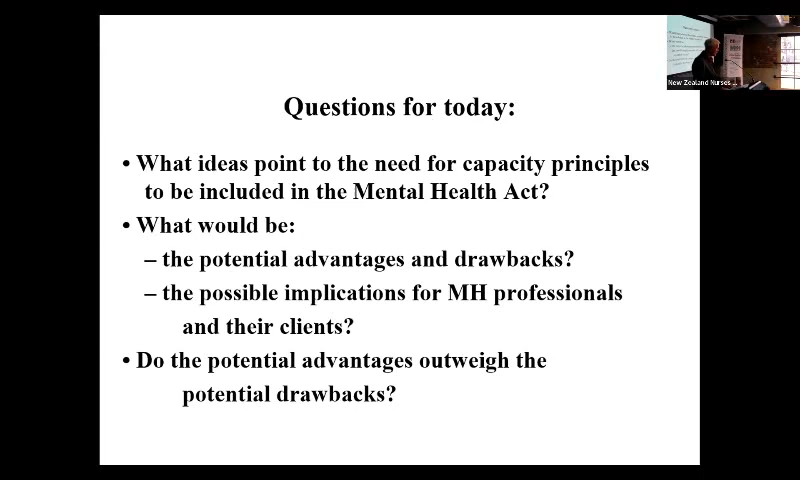 Questions for today:
• What ideas point to the need for capacity principles
to be included in the Mental Health Act?
• What would be:
– the potential advantages and drawbacks?
– the possible implications for MH professionals
and their clients?
• Do the potential advantages outweigh the
potential drawbacks?
New Zealand Nurses ...